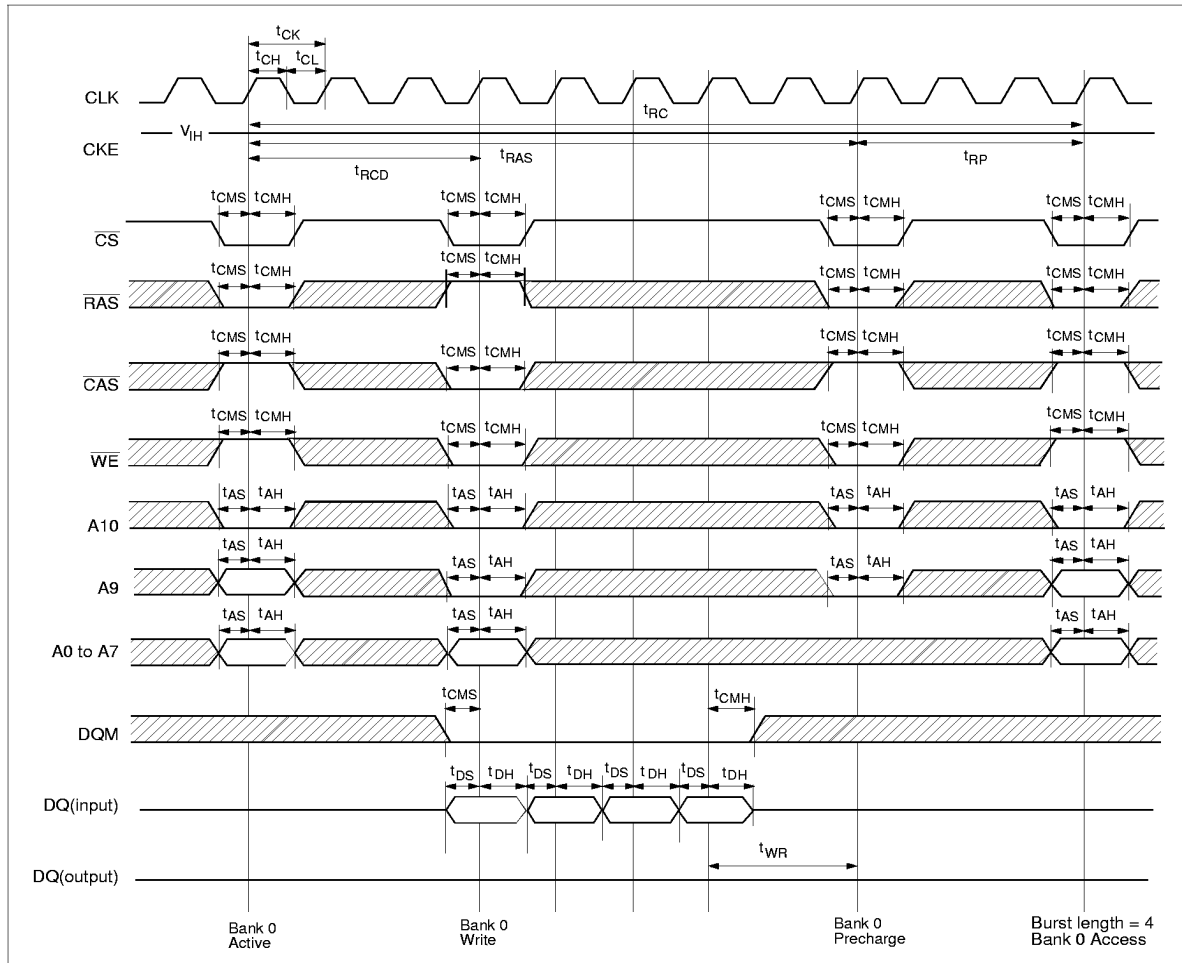 tCK
tCH tCL
CLK
tRC
VIH
CKE
tRAS
tRP
tRCD
tCMS tCMH tCMS tCMH tCMS tCMH tCMS tCMH
CS
tCMS tCMH tCMS tCMH tCMS tCMH tCMS tCMH
RAS
tCMS tCMH tCMS tCMH tCMS tCMH tCMS tCMH
CAS
tCMS tCMH tCMS tCMH tCMS tCMH tCMS tCMH
WE
tAS tAH tAS tAH tAS tAH tAS tAH
A10
tAS tAH tAS tAH tAS tAH tAS tAH
A9
tAS tAH tAS tAH tAS tAH
A0 to A7
tCMS tCMH
DQM
tDS tDH tDS tDH tDS tDH tDS tDH
DQ(input)
tWR
DQ(output)
Bank 0
Active
Bank 0
Write
Bank 0
Precharge
Burst length = 4
Bank 0 Access